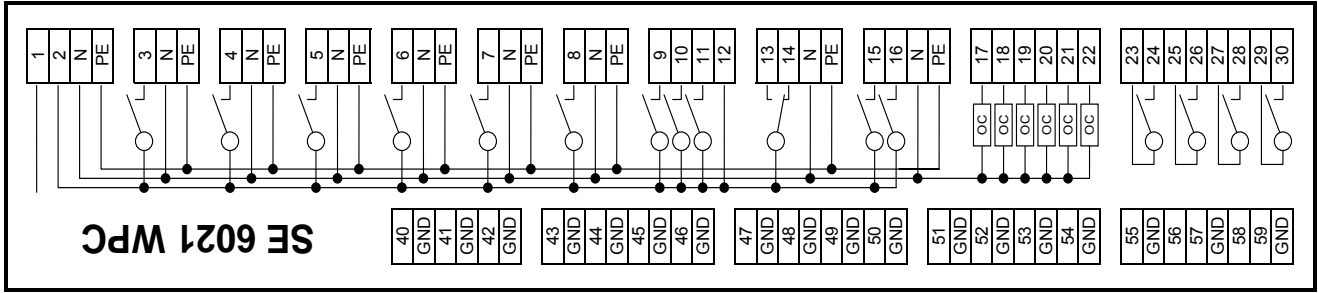 1 2 N PE 3 N PE 4 N PE 5 N PE 6 N PE 7 N PE 8 N PE 9 10 11 12 13 14 N PE 15 16 N PE 17 18 19 20 21 22 23 24 25 26 27 28 29 30
OC OC OC OC OC OC
SE 6021 WPC
40 GND 41 GND 42 GND 43 GND 44 GND 45 GND 46 GND 47 GND 48 GND 49 GND 50 GND 51 GND 52 GND 53 GND 54 GND 55 GND 56 57 GND 58 59 GND